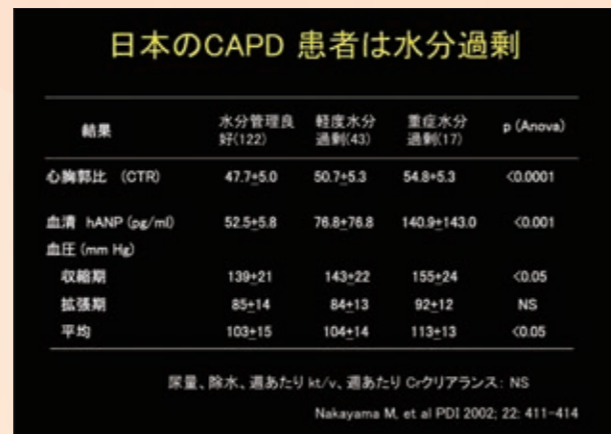 日本のCAPD 患者は水分過剰
結果 水分管理良好(122) 軽度水分過剰(43) 重症水分過剰(17) p (Anova)
心胸郭比 (CTR) 47.7±5.0 50.7±5.3 54.8±5.3 <0.0001
血清 hANP (pg/ml) 52.5±5.8 76.8±76.8 140.9±143.0 <0.001
血圧 (mm Hg)
収縮期 139±21 143±22 155±24 <0.05
拡張期 85±14 84±13 92±12 NS
平均 103±15 104±14 113±13 <0.05
尿量、除水、週あたり kt/v、週あたり Crクリアランス: NS
Nakayama M, et al PDI 2002; 22: 411-414